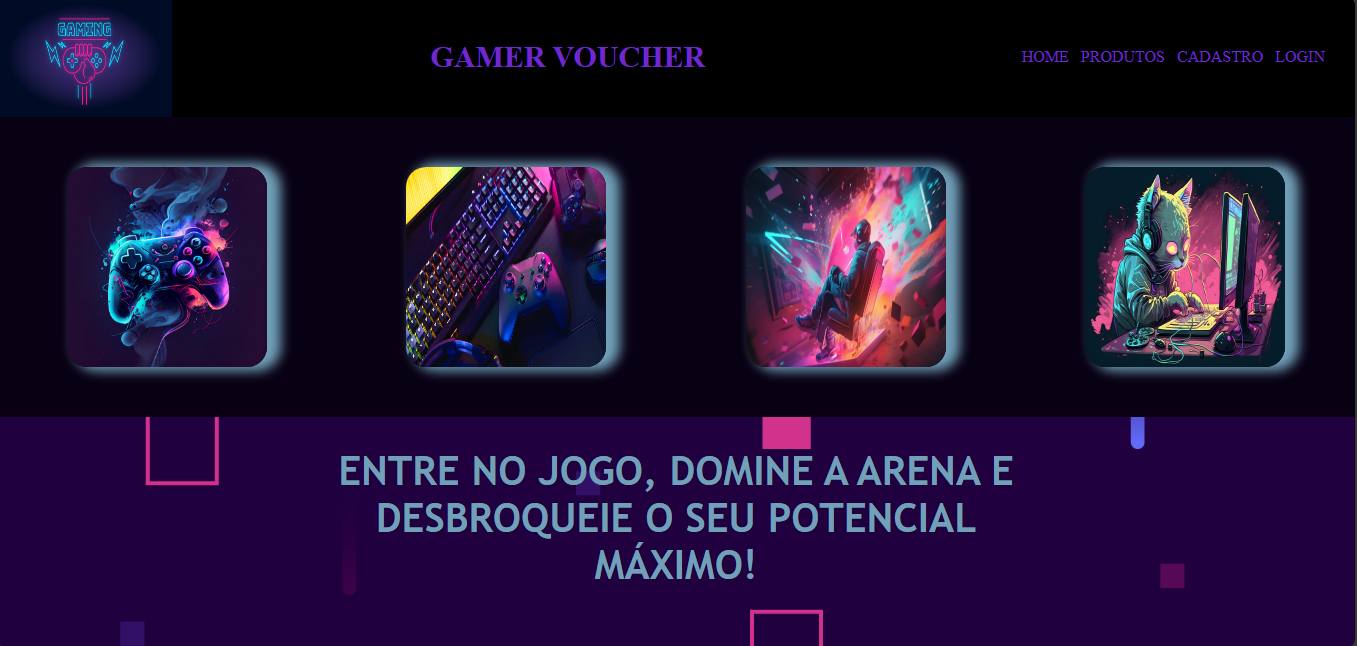 GAMING
GAMER VOUCHER
HOME PRODUTOS CADASTRO LOGIN
ENTRE NO JOGO, DOMINE A ARENA E
DESBROQUEIE O SEU POTENCIAL
MÁXIMO!